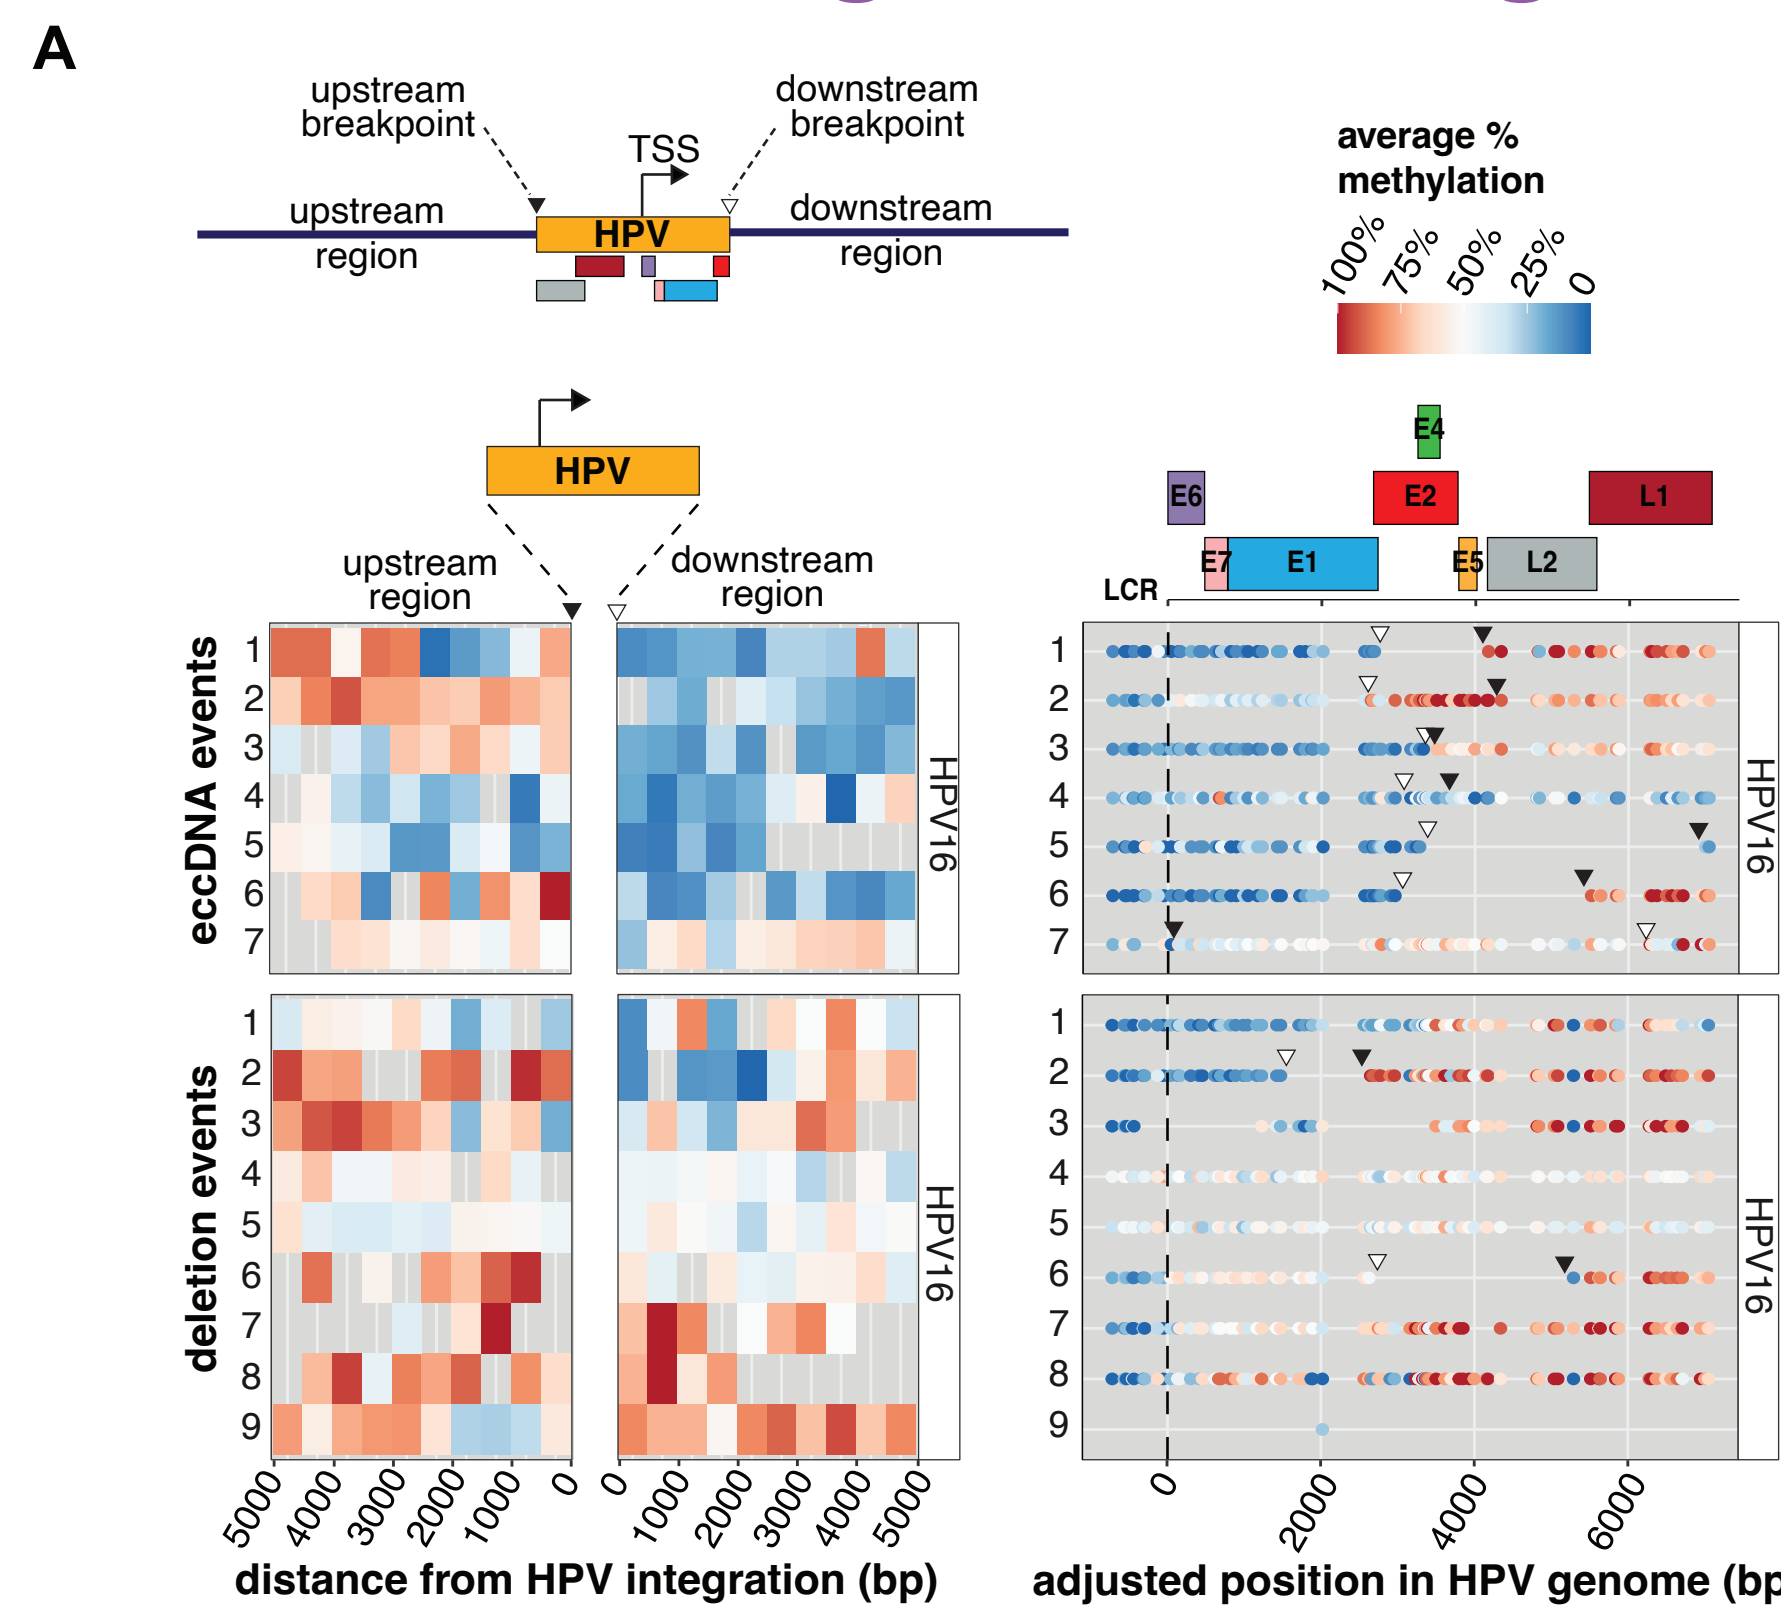 A
upstream
breakpoint
downstream
breakpoint
TSS
upstream
region
HPV
downstream
region
average %
methylation
100%
75%
50%
25%
0
HPV
upstream
region
downstream
region
E4
E6
E2
L1
E7
E1
E5
L2
LCR
eccDNA events
1
2
3
4
5
6
7
HPV16
1
2
3
4
5
6
7
HPV16
deletion events
1
2
3
4
5
6
7
8
9
HPV16
1
2
3
4
5
6
7
8
9
HPV16
5000
4000
3000
2000
1000
0
0
1000
2000
3000
4000
5000
0
2000
4000
6000
distance from HPV integration (bp)
adjusted position in HPV genome (bp